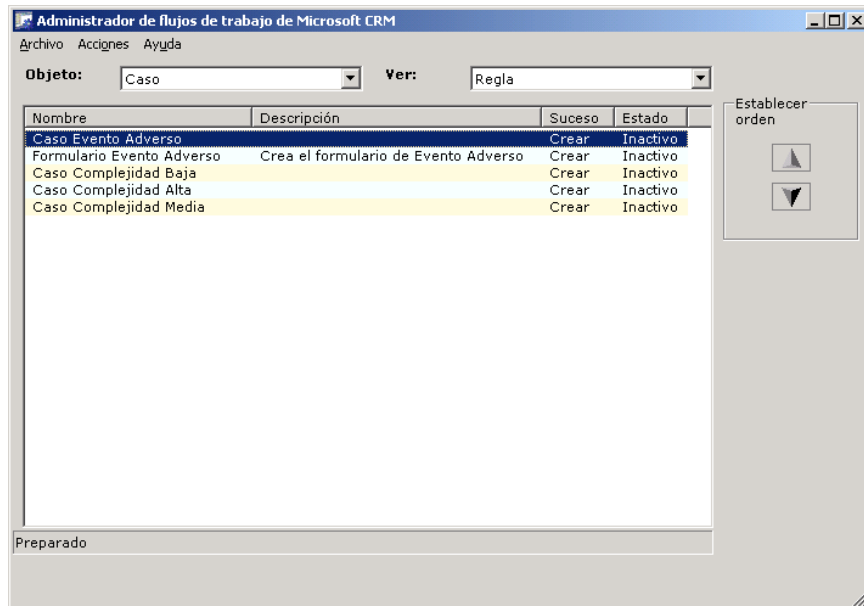 Administrador de flujos de trabajo de Microsoft CRM
Archivo Acciones Ayuda
Objeto: Caso Ver: Regla
Nombre Descripción Suceso Estado
Caso Evento Adverso Crear Inactivo
Formulario Evento Adverso Crea el formulario de Evento Adverso Crear Inactivo
Caso Complejidad Baja Crear Inactivo
Caso Complejidad Alta Crear Inactivo
Caso Complejidad Media Crear Inactivo
Establecer
orden
Preparado